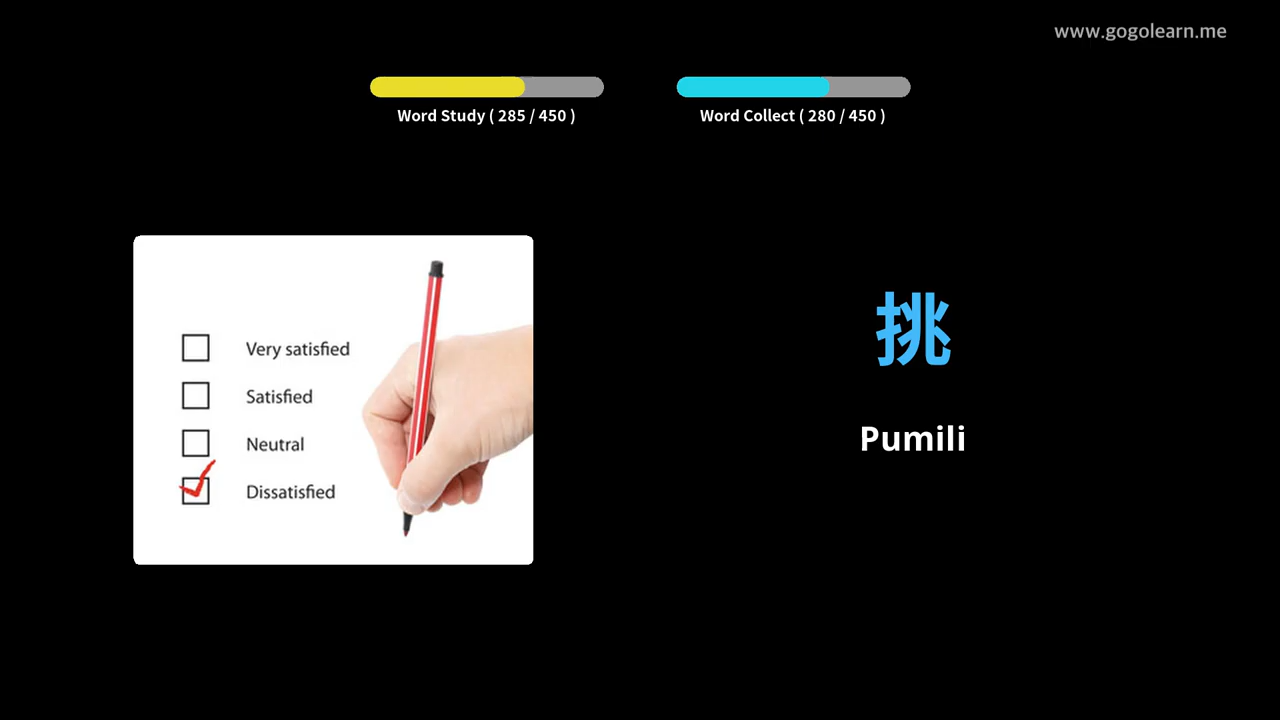 www.gogolearn.me
Word Study ( 285 / 450 )
Word Collect ( 280 / 450 )
Very satisfied
Satisfied
Neutral
Dissatisfied
挑
Pumili